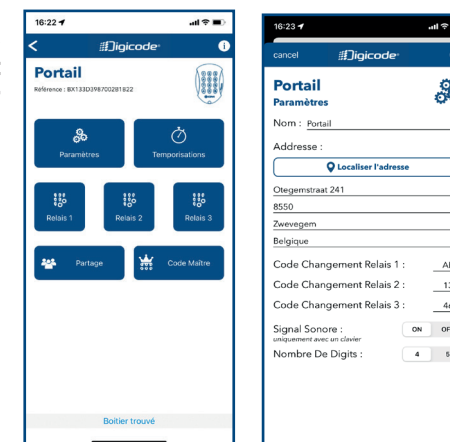 16:22
Digicode
Portail
Paramètres
Temporisations
Relais 1
Relais 2
Relais 3
Partage
Code Maître
Boitier trouvé
16:23
cancel
Digicode
Portail
Paramètres
Nom : Portail
Addresse :
Localiser l'adresse
Otegemstraat 241
8550
Zwevegem
Belgique
Code Changement Relais 1 :
Code Changement Relais 2 :
Code Changement Relais 3 :
Signal Sonore :
ON
uniquement avec un clavier
Nombre De Digits :
4
5